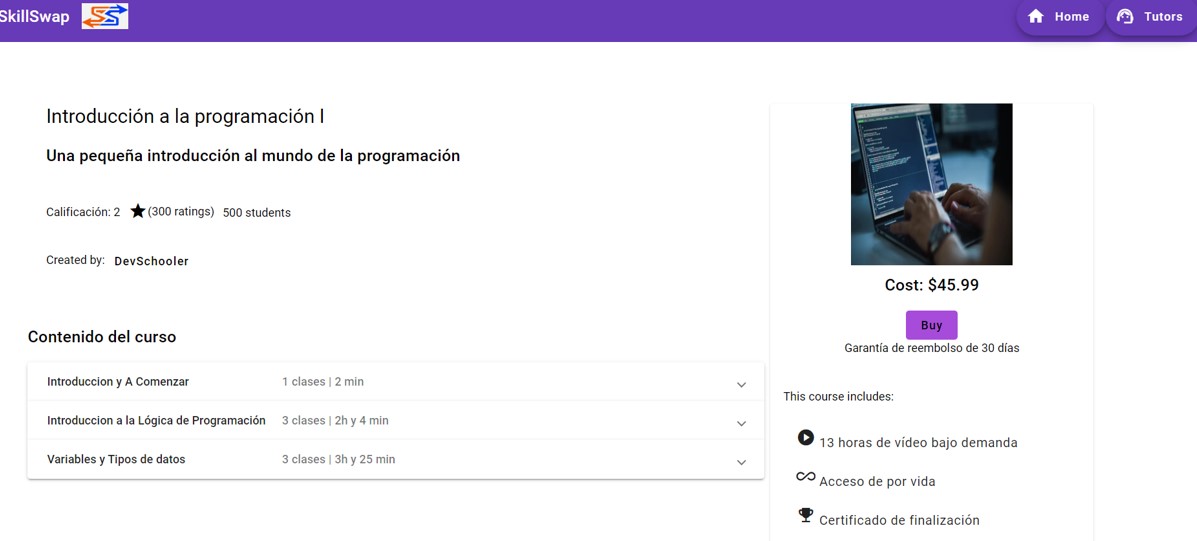 SkillSwap
SS
Home
Tutors
Introducción a la programación I
Una pequeña introducción al mundo de la programación
Calificación: 2 (300 ratings) 500 students
Created by: DevSchooler
Contenido del curso
Introduccion y A Comenzar 1 clases | 2 min
Introduccion a la Lógica de Programación 3 clases | 2h y 4 min
Variables y Tipos de datos 3 clases | 3h y 25 min
Cost: $45.99
Buy
Garantía de reembolso de 30 días
This course includes:
13 horas de vídeo bajo demanda
Acceso de por vida
Certificado de finalización